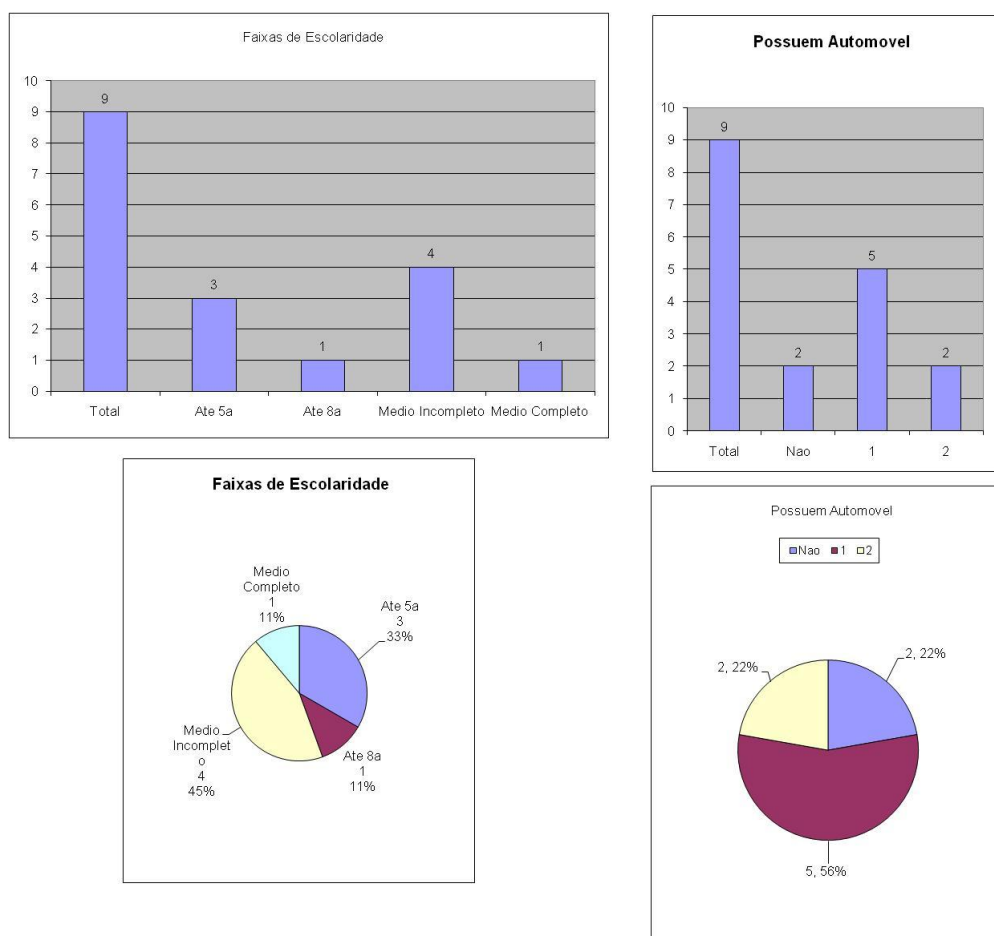 Faixas de Escolaridade
10
9
8
7
6
5
4
3
2
1
0
9
3
1
4
1
Total
Ate 5a
Ate 8a
Medio Incompleto
Medio Completo
Possuem Automovel
10
9
8
7
6
5
4
3
2
1
0
9
2
5
2
Total
Nao
1
2
Faixas de Escolaridade
Medio
Completo
1
11%
Ate 5a
3
33%
Medio
Incomplet
o
4
45%
Ate 8a
1
11%
Possuem Automovel
Nao
1
2
2, 22%
2, 22%
5, 56%